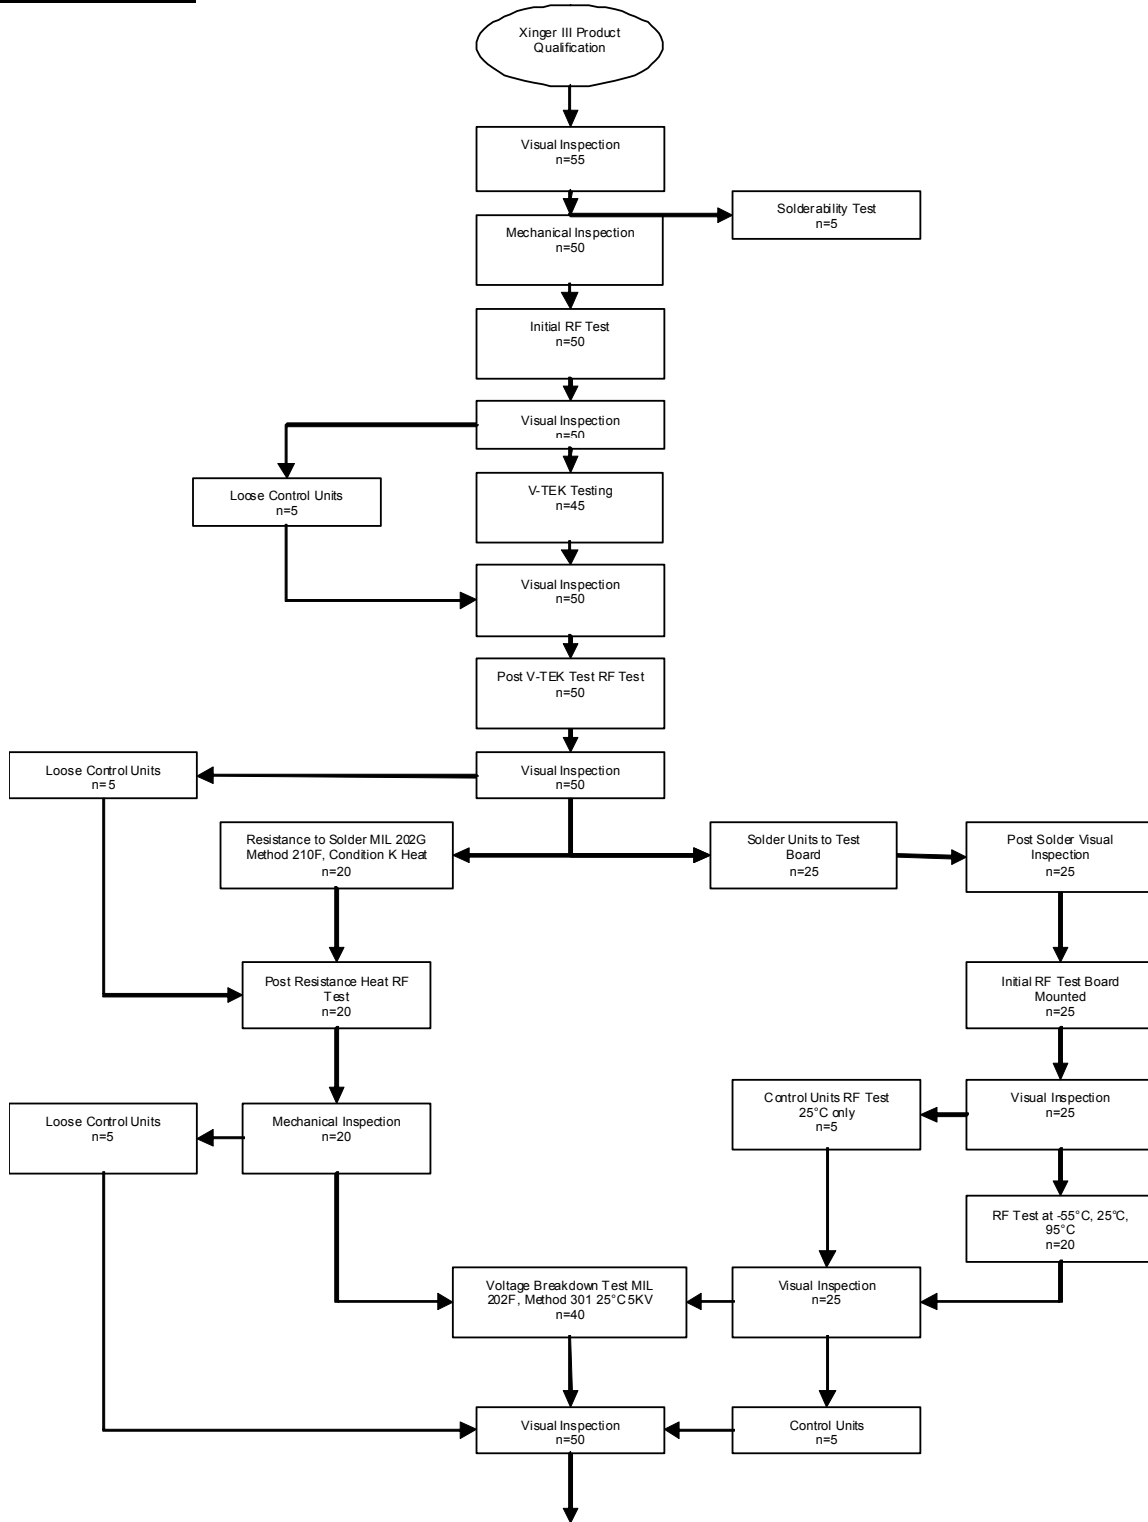 Xinger III Product
Qualification
Visual Inspection
n=55
Solderability Test
n=5
Mechanical Inspection
n=50
Initial RF Test
n=50
Visual Inspection
n=50
Loose Control Units
n=5
V-TEK Testing
n=45
Visual Inspection
n=50
Post V-TEK Test RF Test
n=50
Visual Inspection
n=50
Loose Control Units
n=5
Resistance to Solder MIL 202G
Method 210F, Condition K Heat
n=20
Solder Units to Test
Board
n=25
Post Solder Visual
Inspection
n=25
Post Resistance Heat RF
Test
n=20
Initial RF Test Board
Mounted
n=25
Loose Control Units
n=5
Mechanical Inspection
n=20
Control Units RF Test
25°C only
n=5
Visual Inspection
n=25
RF Test at -55°C, 25°C,
95°C
n=20
Voltage Breakdown Test MIL
202F, Method 301 25°C 5KV
n=40
Visual Inspection
n=25
Visual Inspection
n=50
Control Units
n=5